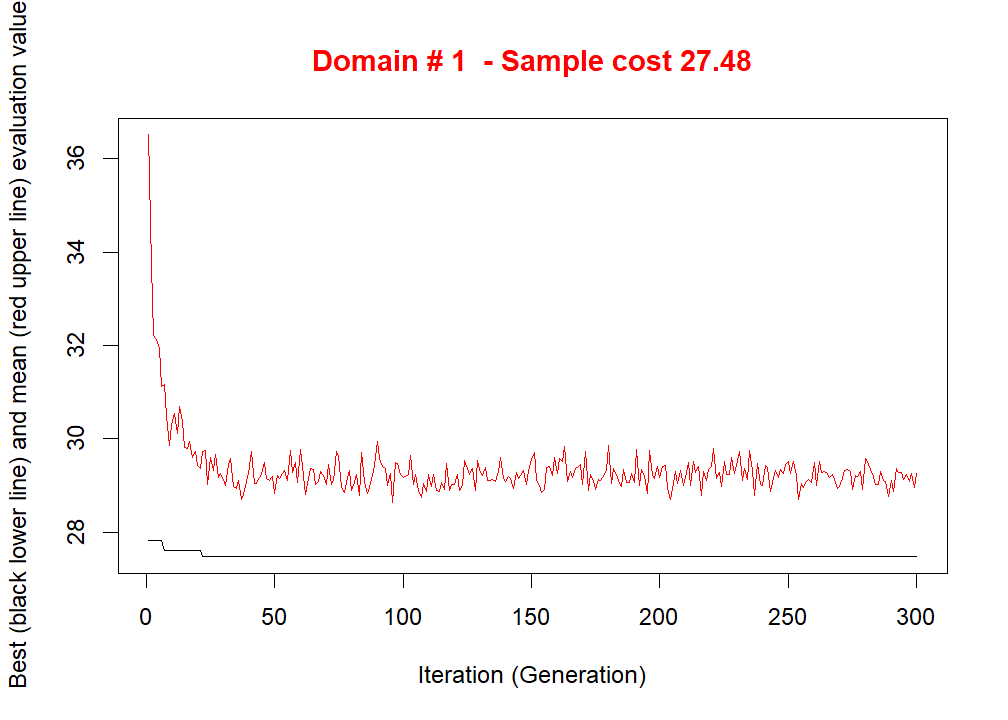 Domain # 1  - Sample cost 27.48
Best (black lower line) and mean (red upper line) evaluation value
36
34
32
30
28
0 50 100 150 200 250 300
Iteration (Generation)